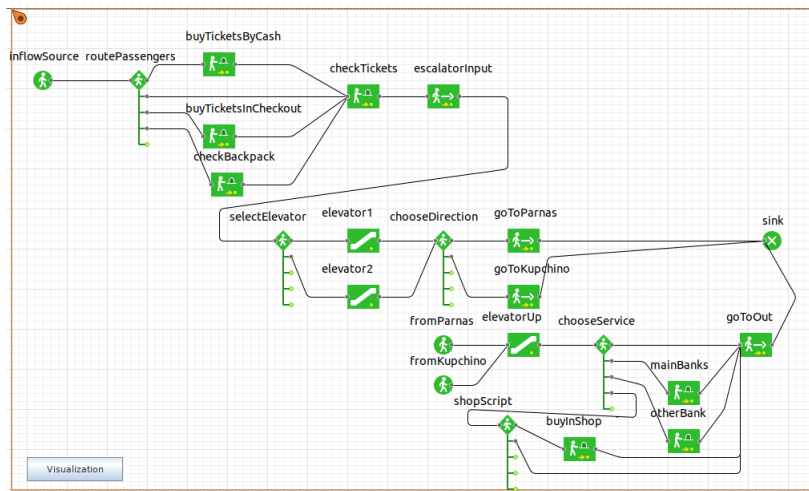 buyTicketsByCash
inflowSource routePassengers
checkTickets escalatorInput
buyTicketsInCheckout
checkBackpack
selectElevator elevator1 chooseDirection goToParnas
sink
elevator2 goToKupchino
fromParnas elevatorUp chooseService goToOut
fromKupchino
mainBanks
shopScript
otherBank
buyInShop
Visualization